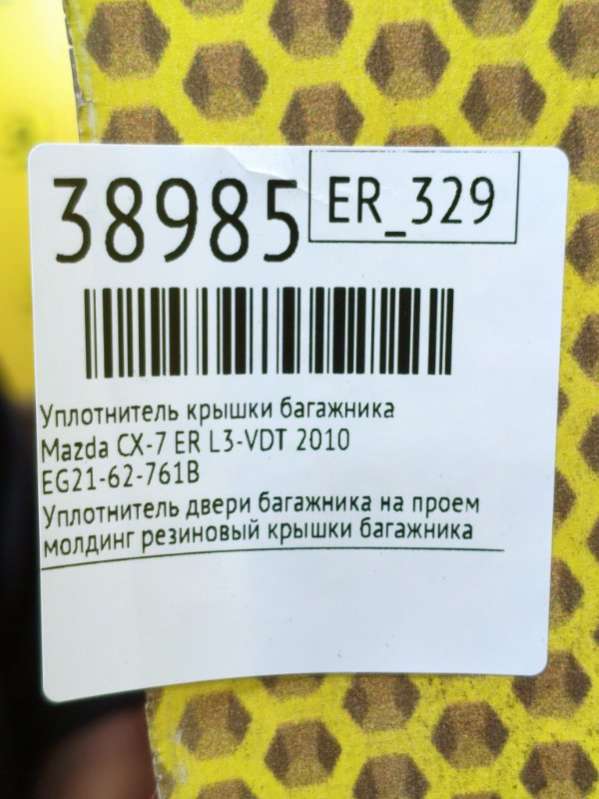 38985
ER_329
Уплотнитель крышки багажника
Mazda CX-7 ER L3-VDT 2010
EG21-62-761B
Уплотнитель двери багажника на проем
молдинг резиновый крышки багажника